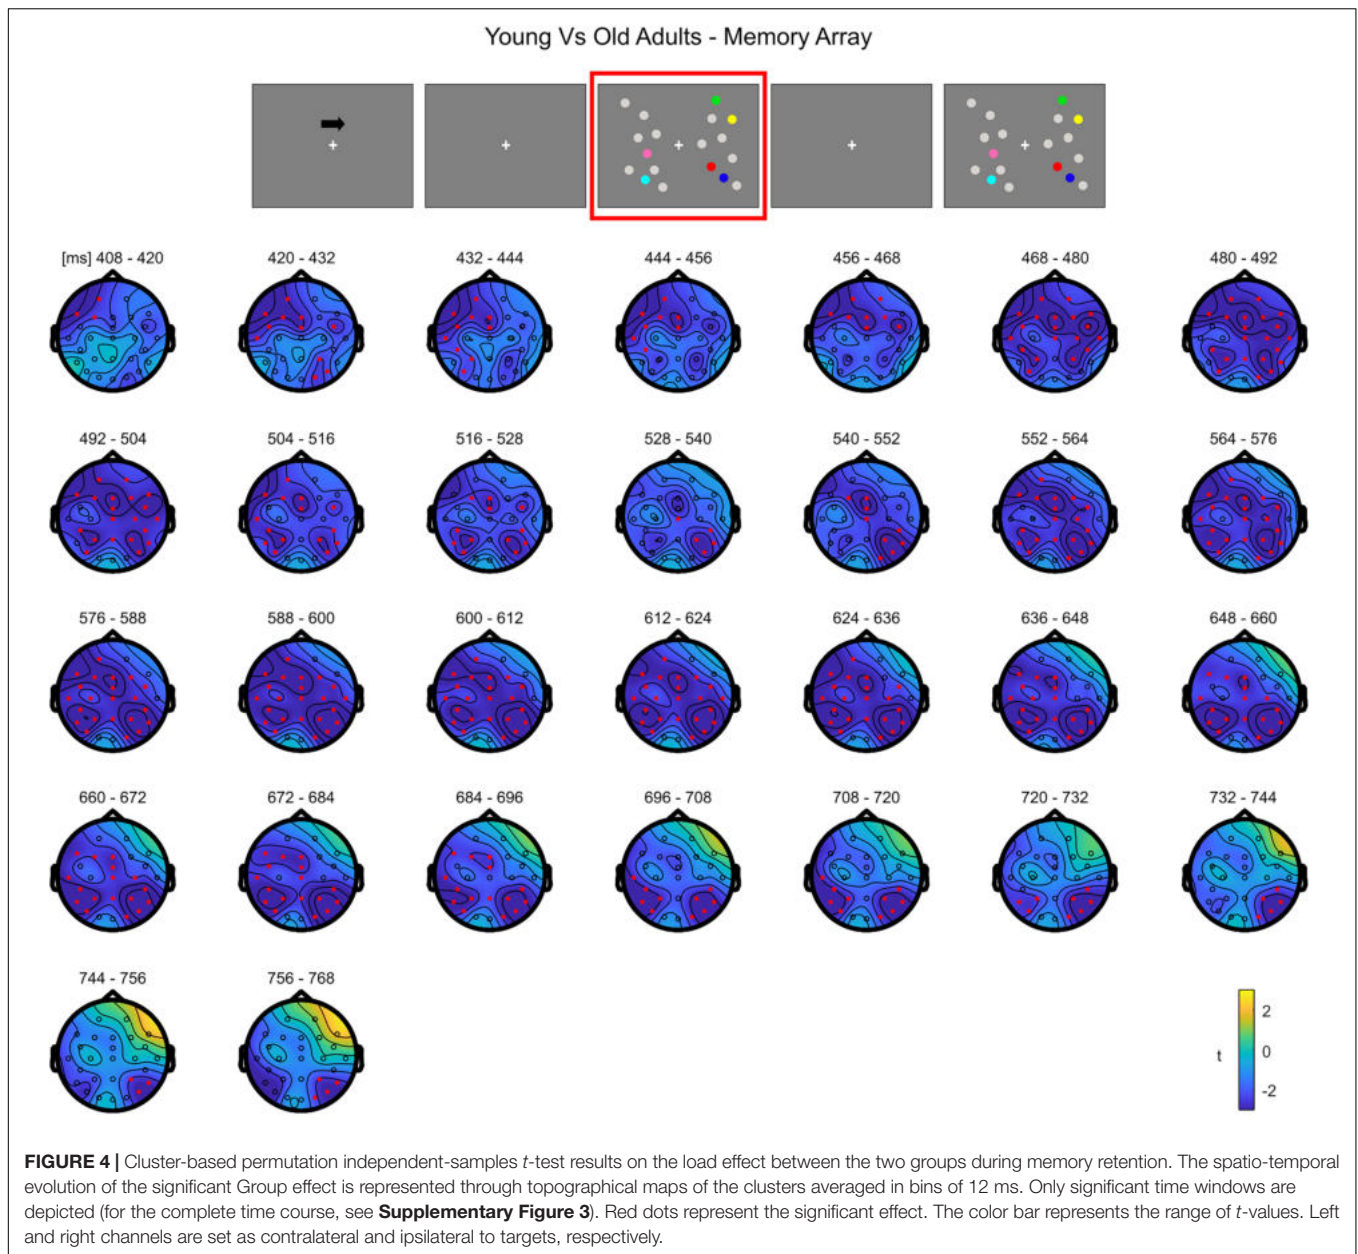 Young Vs Old Adults - Memory Array
[ms] 408 - 420
420 - 432
432 - 444
444 - 456
456 - 468
468 - 480
480 - 492
492 - 504
504 - 516
516 - 528
528 - 540
540 - 552
552 - 564
564 - 576
576 - 588
588 - 600
600 - 612
612 - 624
624 - 636
636 - 648
648 - 660
660 - 672
672 - 684
684 - 696
696 - 708
708 - 720
720 - 732
732 - 744
744 - 756
756 - 768
2
t
0
-2
FIGURE 4 | Cluster-based permutation independent-samples t-test results on the load effect between the two groups during memory retention. The spatio-temporal
evolution of the significant Group effect is represented through topographical maps of the clusters averaged in bins of 12 ms. Only significant time windows are
depicted (for the complete time course, see Supplementary Figure 3). Red dots represent the significant effect. The color bar represents the range of t-values. Left
and right channels are set as contralateral and ipsilateral to targets, respectively.